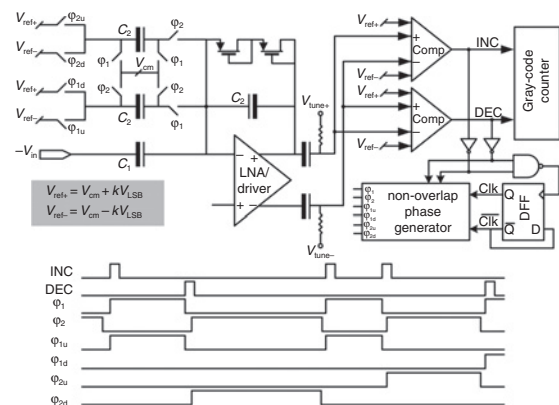 Vref+
φ2u
C2
φ2
Vref–
φ2d
φ1
Vcm
φ1
Vref+
φ1d
φ2
φ2
Vref–
φ1u
C2
φ1
–Vin
C1
C2
Vtune+
LNA/
driver
Vtune–
Vref+ = Vcm + kVLSB
Vref– = Vcm – kVLSB
Vref+
Comp
INC
Vref–
Vref+
Comp
DEC
Vref–
Gray-code
counter
φ1
φ2
φ1u
φ1d
φ2u
φ2d
non-overlap
phase
generator
Clk
Clk
Q
Q
D
DFF
INC
DEC
φ1
φ2
φ1u
φ1d
φ2u
φ2d